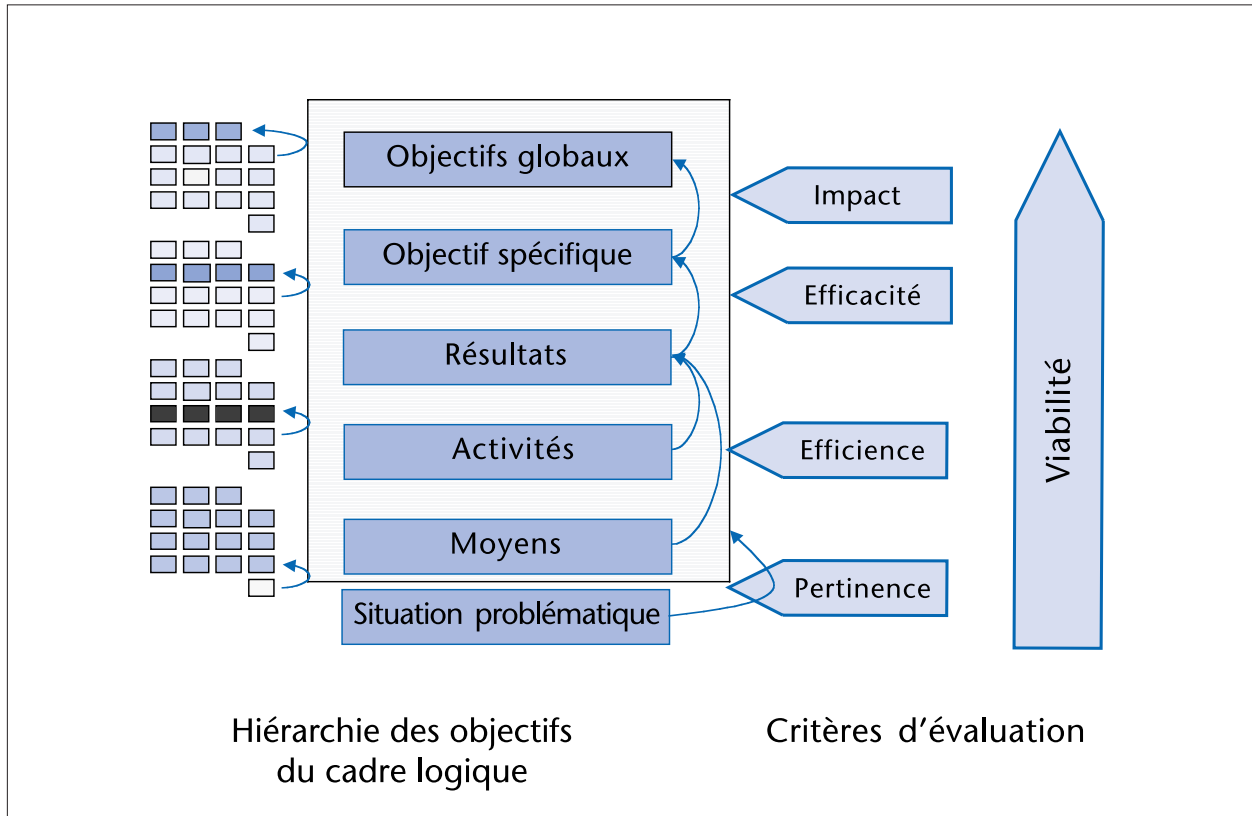 Objectifs globaux
Impact
Objectif spécifique
Efficacité
Résultats
Activités
Efficience
Moyens
Pertinence
Situation problématique
Viabilité
Hiérarchie des objectifs
du cadre logique
Critères d'évaluation